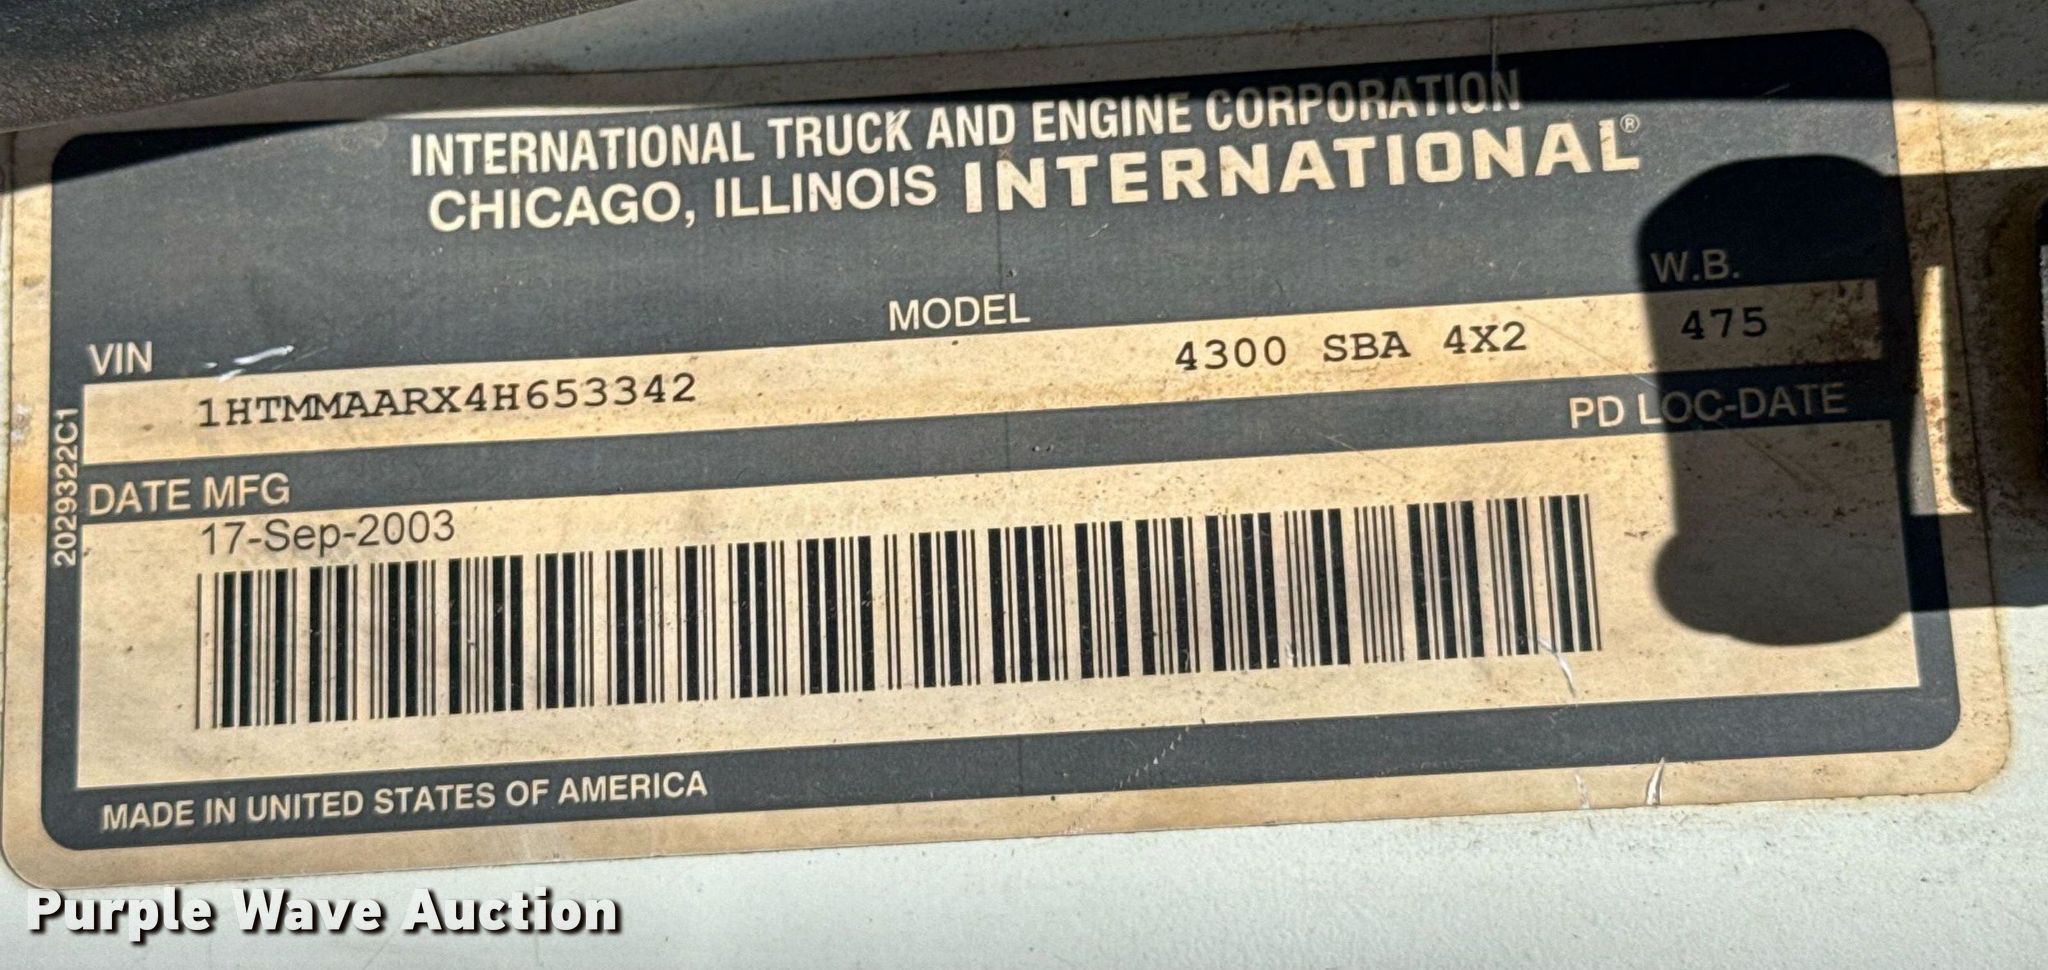 INTERNATIONAL TRUCK AND ENGINE CORPORATION
CHICAGO, ILLINOIS INTERNATIONAL®
VIN MODEL W.B.
1HTMMAARX4H653342 4300 SBA 4X2 475
DATE MFG PD LOC-DATE
17-Sep-2003
2029322C1
MADE IN UNITED STATES OF AMERICA
Purple Wave Auction